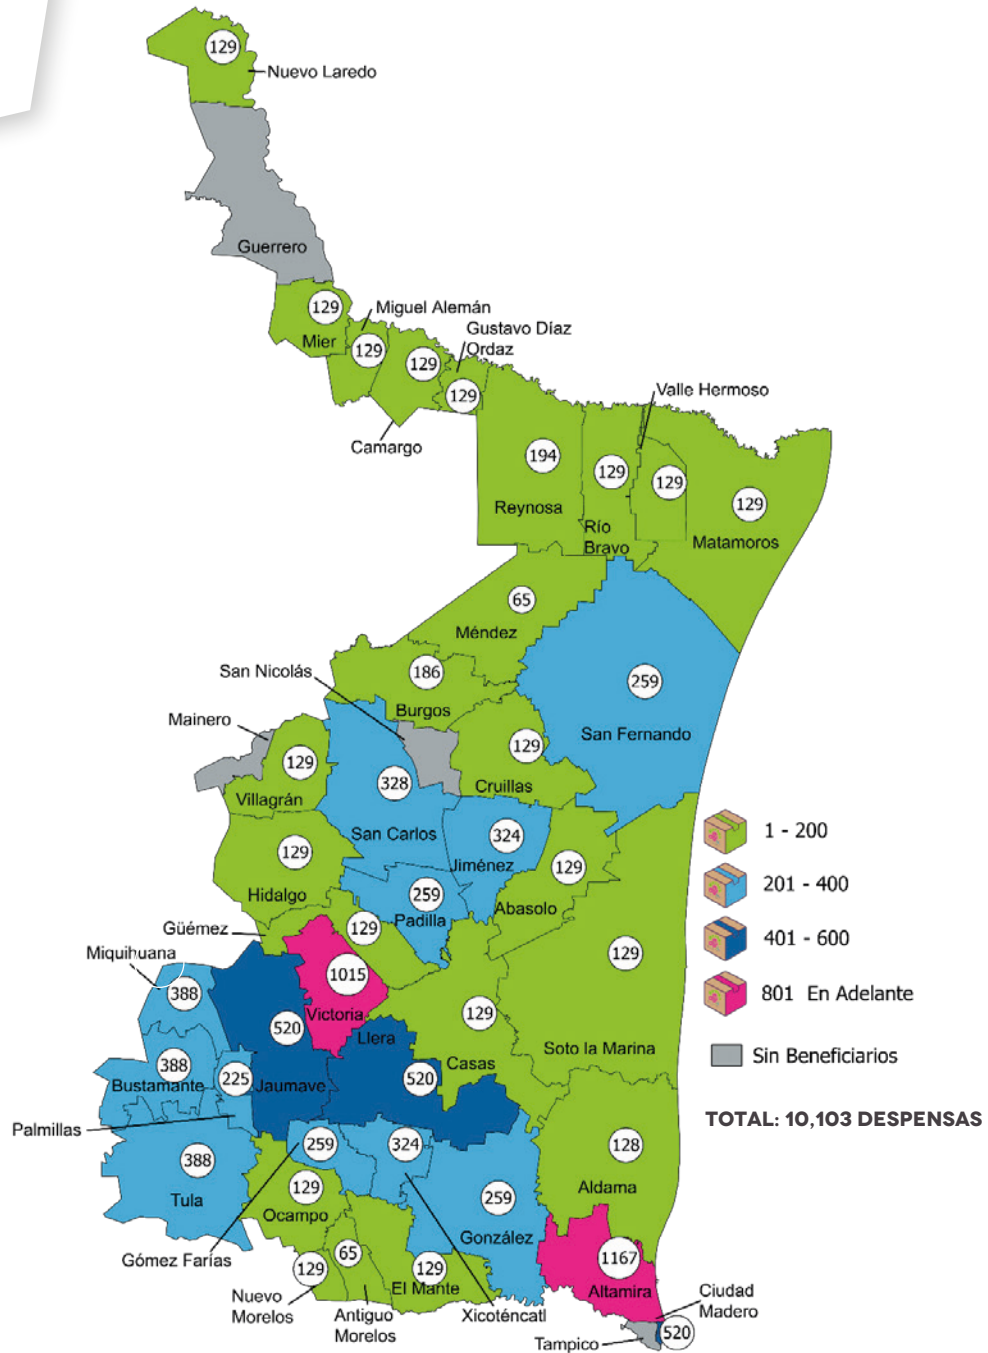 129
Nuevo Laredo
Guerrero
129
Mier
Miguel Alemán
129
129
Gustavo Díaz
Ordaz
129
Camargo
Valle Hermoso
194
Reynosa
129
Río
Bravo
129
129
Matamoros
65
Méndez
San Nicolás
186
Burgos
259
San Fernando
Mainero
129
Villagrán
328
San Carlos
129
Cruillas
324
Jiménez
129
Abasolo
129
Hidalgo
259
Padilla
Güémez
129
Miquihuana
388
1015
Victoria
129
Casas
129
Soto la Marina
520
Jaumave
Llera
520
388
Bustamante
225
Palmillas
388
Tula
259
Gómez Farías
324
Xicoténcatl
129
Ocampo
259
González
128
Aldama
129
Nuevo
Morelos
65
Antiguo
Morelos
129
El Mante
1167
Altamira
Ciudad
Madero
520
Tampico
1 - 200
201 - 400
401 - 600
801 En Adelante
Sin Beneficiarios
TOTAL: 10,103 DESPENSAS